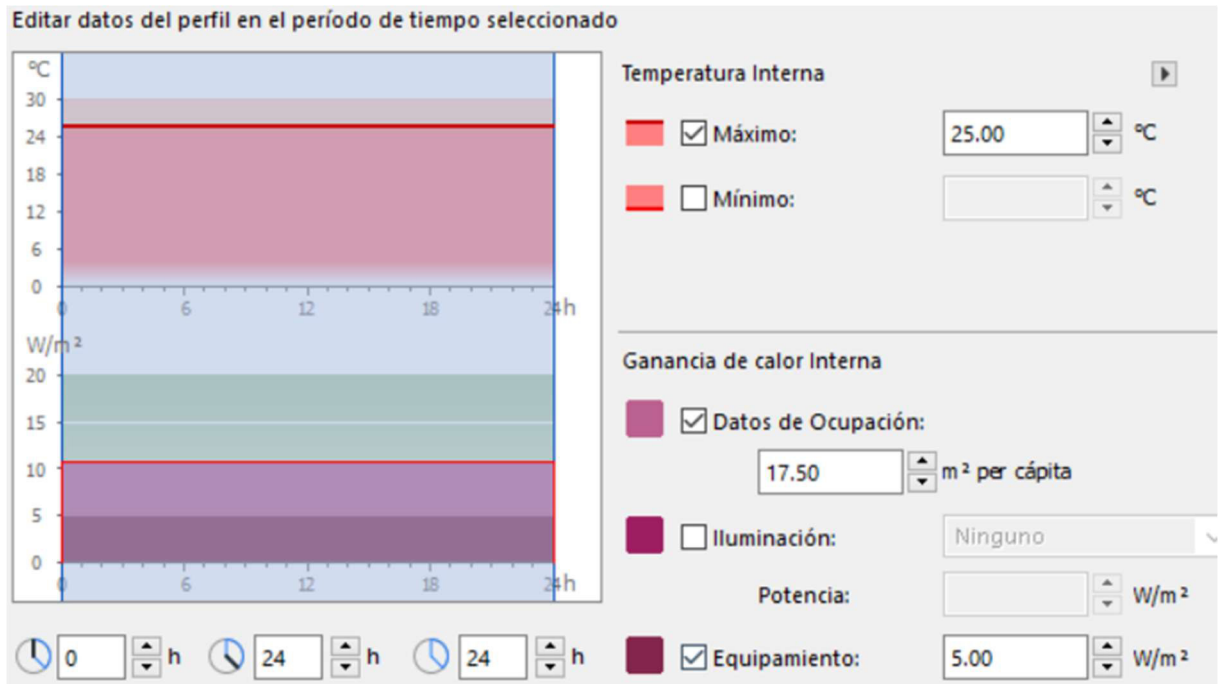 Editar datos del perfil en el período de tiempo seleccionado
ºC
30
24
18
12
6
0
0 6 12 18 24h
W/m²
20
15
10
5
0
0 6 12 18 24h
0 h 24 h 24 h
Temperatura Interna
Máximo: 25.00 ºC
Mínimo: ºC
Ganancia de calor Interna
Datos de Ocupación:
17.50 m² per cápita
Iluminación: Ninguno
Potencia: W/m²
Equipamiento: 5.00 W/m²